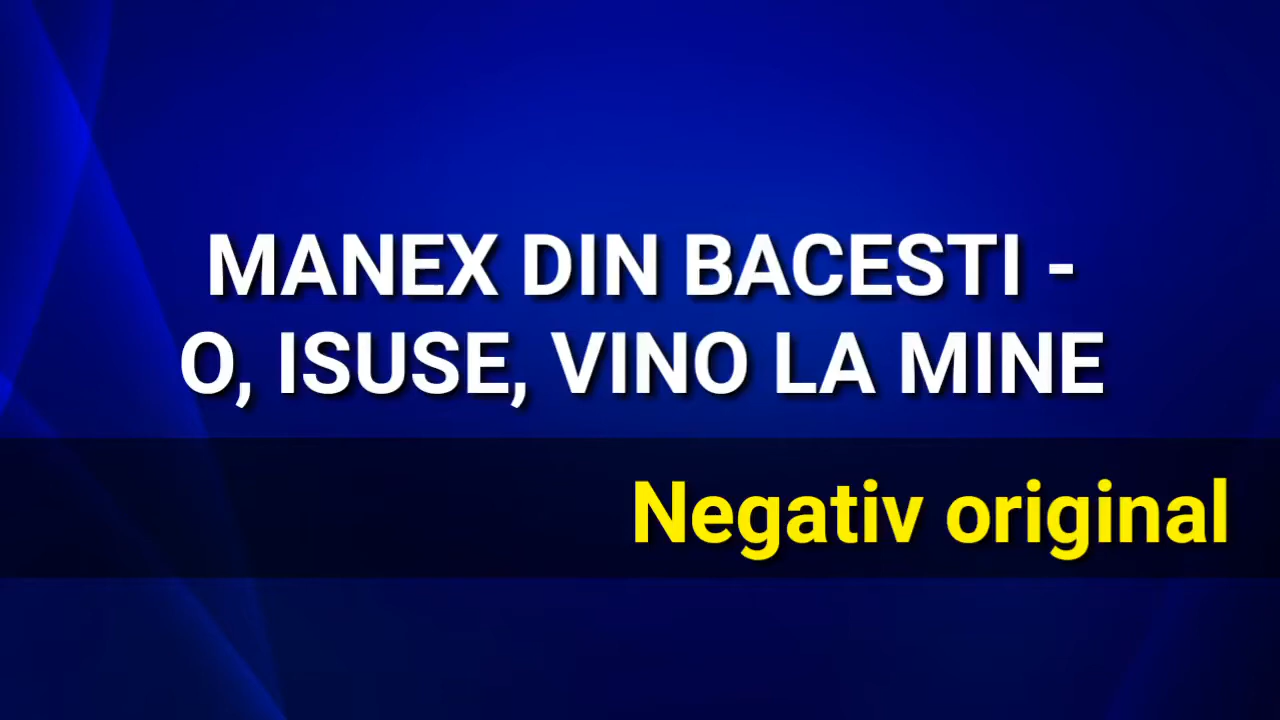 MANEX DIN BACESTI -
O, ISUSE, VINO LA MINE
Negativ original